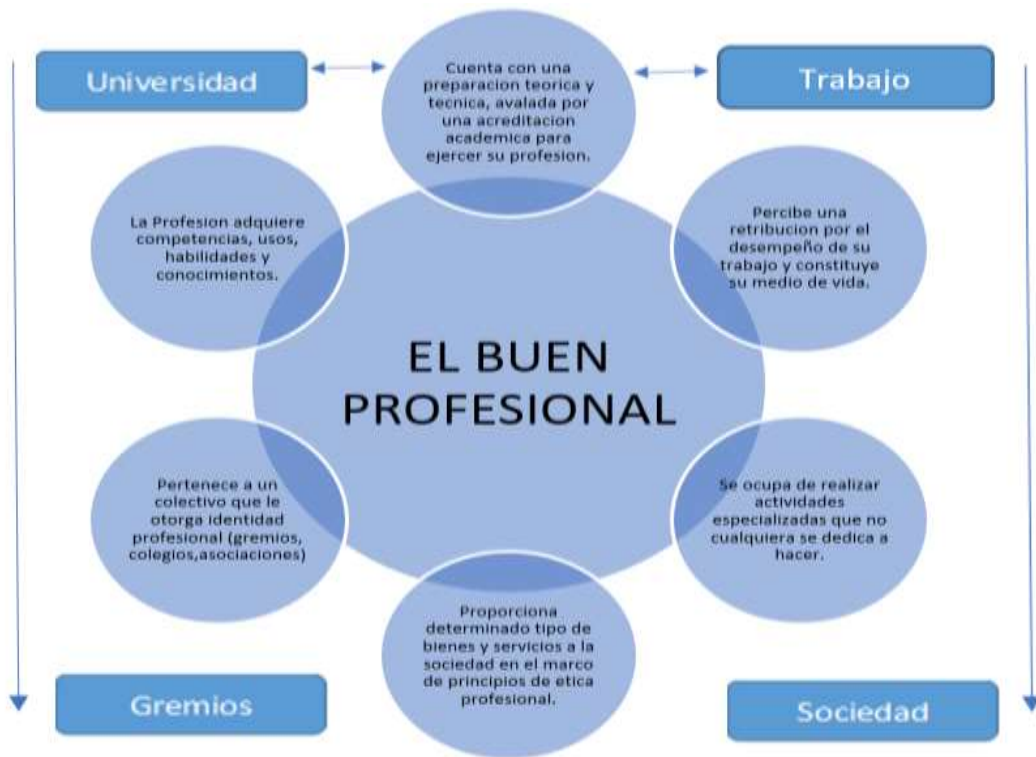 Universidad
Cuenta con una
preparacion teorica y
tecnica, avalada por
una acreditacion
academica para
ejercer su profesion.
Trabajo
La Profesion adquiere
competencias, usos,
habilidades y
conocimientos.
Percibe una
retribucion por el
desempeño de su
trabajo y constituye
su medio de vida.
EL BUEN
PROFESIONAL
Pertenece a un
colectivo que le
otorga identidad
profesional (gremios,
colegios,asociaciones)
Se ocupa de realizar
actividades
especializadas que no
cualquiera se dedica a
hacer.
Proporciona
determinado tipo de
bienes y servicios a la
sociedad en el marco
de principios de etica
profesional.
Gremios
Sociedad